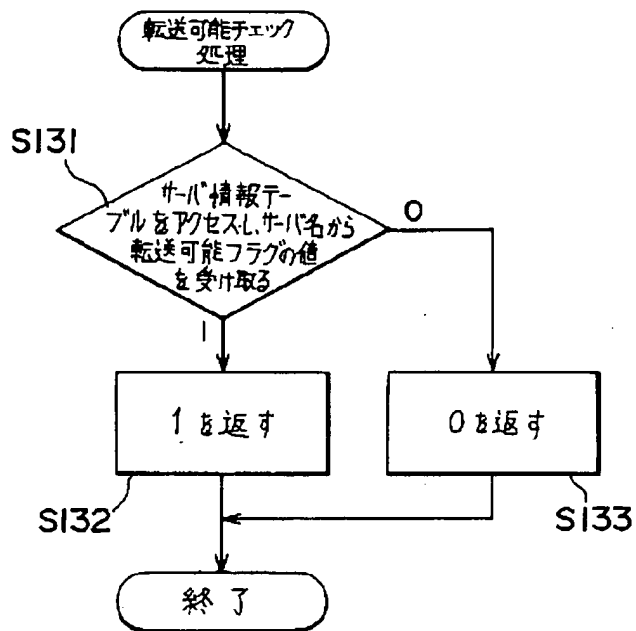 転送可能チェック
処理
S131
サーバ情報テー
ブルをアクセスし、サーバ名から
転送可能フラグの値
を受け取る
0
1
1を返す
0を返す
S132
S133
終了